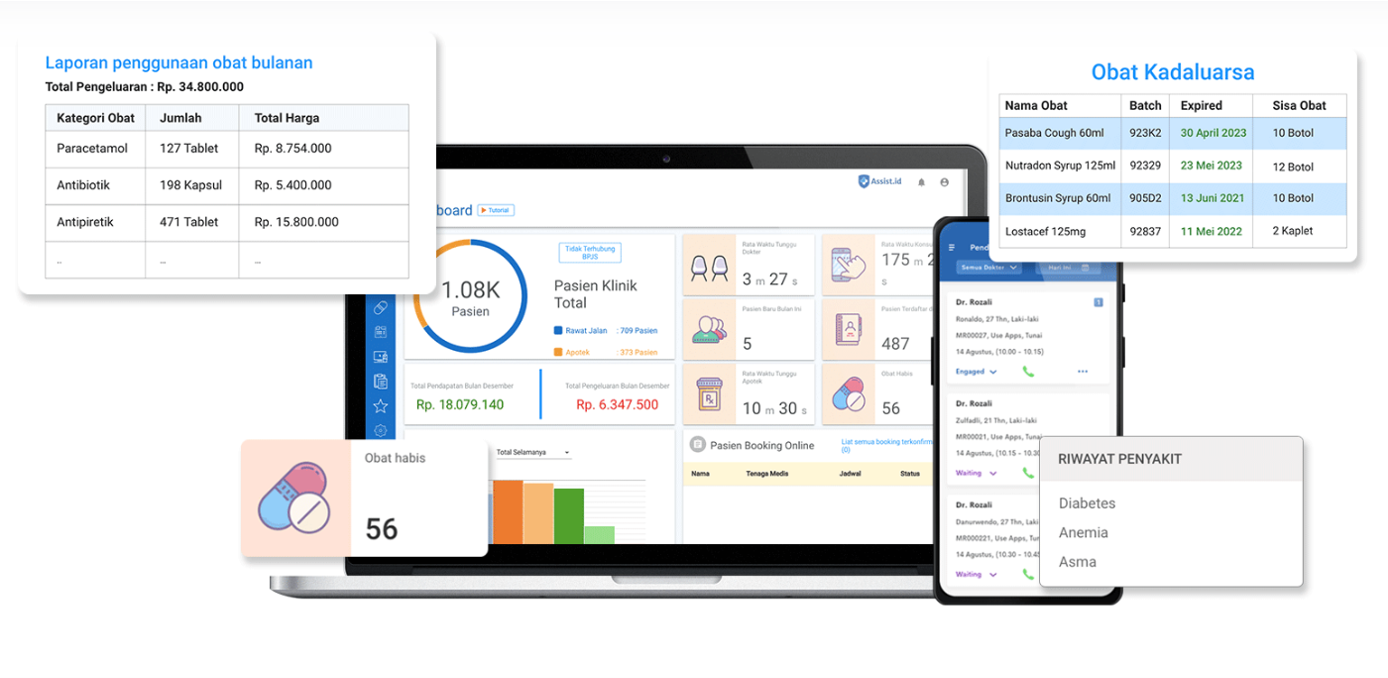 Laporan penggunaan obat bulanan
Total Pengeluaran : Rp. 34.800.000
Kategori Obat Jumlah Total Harga
Paracetamol 127 Tablet Rp. 8.754.000
Antibiotik 198 Kapsul Rp. 5.400.000
Antipiretik 471 Tablet Rp. 15.800.000
.. .. ...
Obat Kadaluarsa
Nama Obat Batch Expired Sisa Obat
Pasaba Cough 60ml 923K2 30 April 2023 10 Botol
Nutradon Syrup 125ml 92329 23 Mei 2023 12 Botol
Brontusin Syrup 60ml 905D2 13 Juni 2021 10 Botol
Lostacef 125mg 92837 11 Mei 2022 2 Kaplet
Assist.id
board Tutorial
1.08K
Pasien
Tidak Terhubung
BPJS
Pasien Klinik
Total
Rawat Jalan : 709 Pasien
Apotek : 373 Pasien
Rata Waktu Tunggu
Dokter
3 m 27 s
Rata Waktu
175 m
s
Pasien Baru Bulan Ini
5
Pasien Terdaftar
487
Rata Waktu Tunggu
Apotek
10 m 30 s
Obat Habis
56
Total Pendapatan Bulan Desember
Rp. 18.079.140
Total Pengeluaran Bulan Desember
Rp. 6.347.500
Total Selamanya
Pasien Booking Online
Liat semua booking terkonfirm
(0)
Nama Tenaga Medis Jadwal Status
Obat habis
56
Pend
Semua Dokter Hari Ini
Dr. Rozali 1
Ronaldo, 27 Thn, Laki-laki
MR00027, Use Apps, Tunai
14 Agustus, (10.00 - 10.15)
Engaged
Dr. Rozali
Zulfadli, 21 Thn, Laki-laki
MR00021, Use Apps, Tunai
14 Agustus, (10.15 - 10.30
Waiting
Dr. Rozali
Danurwendo, 27 Thn, Laki
MR000221, Use Apps, Tun
14 Agustus, (10.30 - 10.45
Waiting
RIWAYAT PENYAKIT
Diabetes
Anemia
Asma